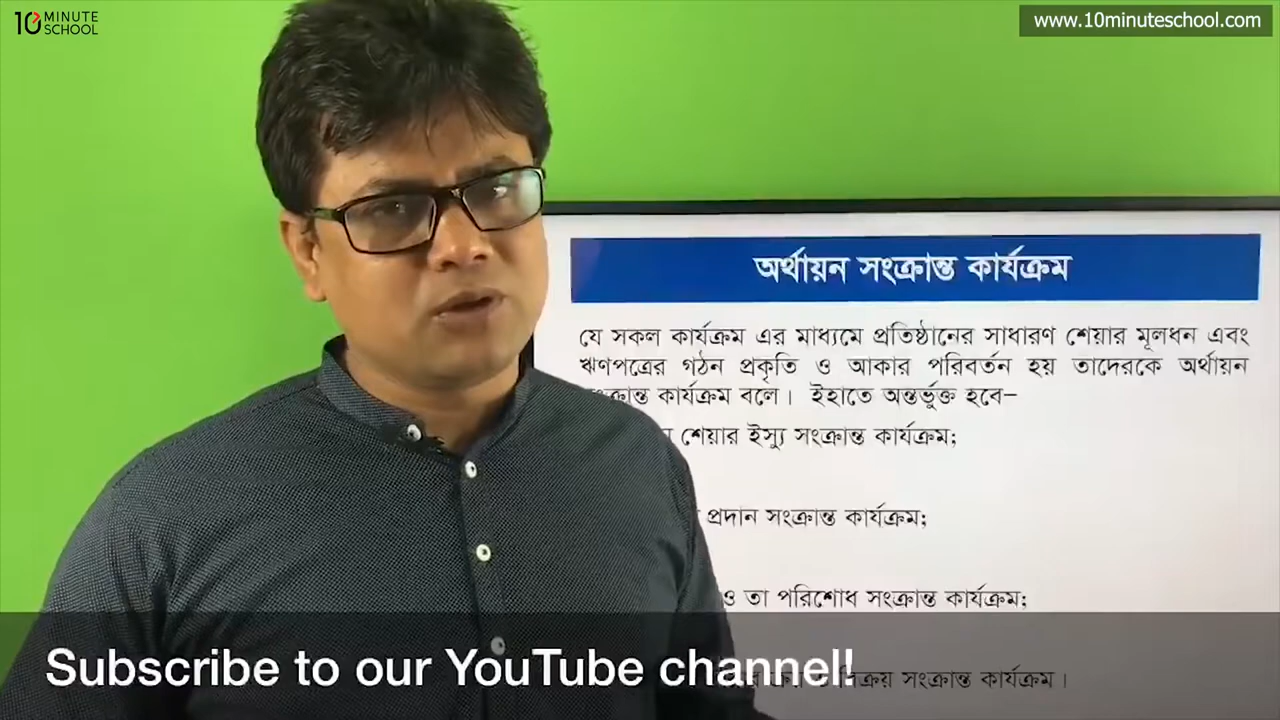 10 MINUTE
SCHOOL
www.10minuteschool.com
অর্থায়ন সংক্রান্ত কার্যক্রম
যে সকল কার্যক্রম এর মাধ্যমে প্রতিষ্ঠানের সাধারণ শেয়ার মূলধন এবং
ঋণপত্রের গঠন প্রকৃতি ও আকার পরিবর্তন হয় তাদেরকে অর্থায়ন
কার্যক্রম বলে। ইহাতে অন্তর্ভুক্ত হবে–
শেয়ার ইস্যু সংক্রান্ত কার্যক্রম;
প্রদান সংক্রান্ত কার্যক্রম;
ও তা পরিশোধ সংক্রান্ত কার্যক্রম;
Subscribe to our YouTube channel!
সংক্রান্ত কার্যক্রম।